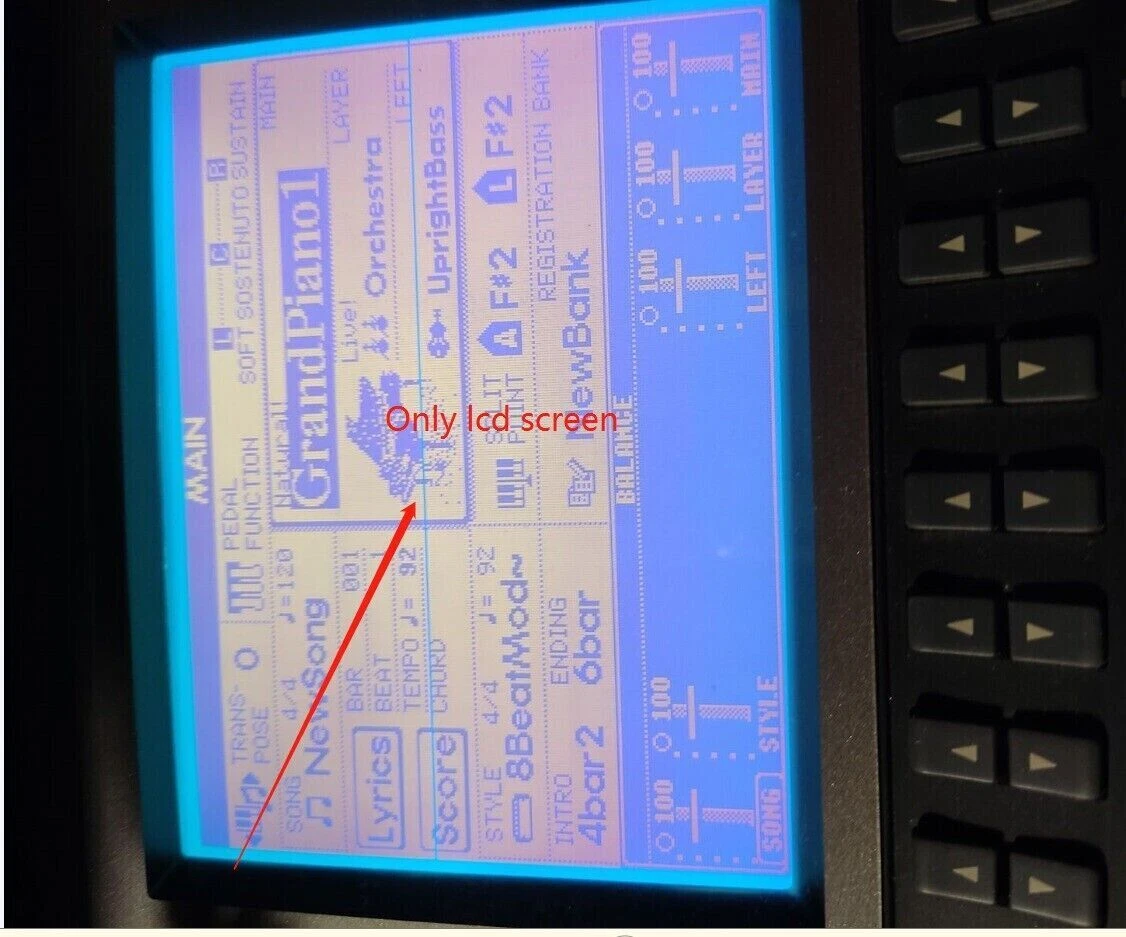 MAIN
TRANS-
POSE 0
PEDAL
FUNCTION
L C R
SOFT SOSTENUTO SUSTAIN
SONG 4/4 ♩=120
NewSong
BAR 001
BEAT 1
TEMPO ♩= 92
CHORD
Lyrics
Score
MAIN
Natural!
GrandPiano1
LAYER
Live!
Orchestra
LEFT
UprightBass
STYLE 4/4 ♩= 92
8BeatMod~
INTRO ENDING
4bar2 6bar
A F#2 L F#2
REGISTRATION BANK
NewBank
BALANCE
100 100 100 100 100
SONG STYLE LEFT LAYER MAIN
Only lcd screen